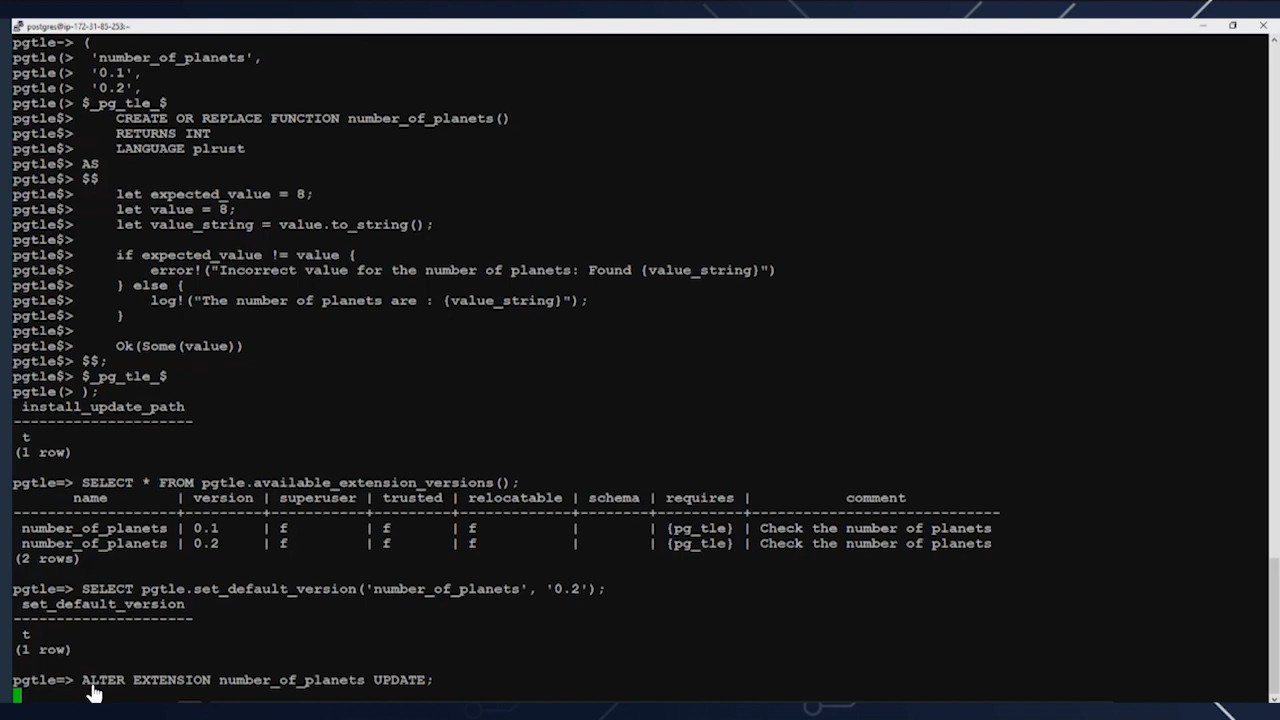 postgres@ip-172-31-85-253:~
pgtle-> (
pgtle(>  'number_of_planets',
pgtle(>  '0.1',
pgtle(>  '0.2',
pgtle(> $_pg_tle_$
pgtle$>     CREATE OR REPLACE FUNCTION number_of_planets()
pgtle$>     RETURNS INT
pgtle$>     LANGUAGE plrust
pgtle$> AS
pgtle$> $$
pgtle$>     let expected_value = 8;
pgtle$>     let value = 8;
pgtle$>     let value_string = value.to_string();
pgtle$>
pgtle$>     if expected_value != value {
pgtle$>         error!("Incorrect value for the number of planets: Found {value_string}")
pgtle$>     } else {
pgtle$>         log!("The number of planets are : {value_string}");
pgtle$>     }
pgtle$>
pgtle$>     Ok(Some(value))
pgtle$> $$;
pgtle$> $_pg_tle_$
pgtle(> );
 install_update_path
---------------------
 t
(1 row)
pgtle=> SELECT * FROM pgtle.available_extension_versions();
       name        | version | superuser | trusted | relocatable | schema | requires |          comment
-------------------+---------+-----------+---------+-------------+--------+----------+----------------------------
 number_of_planets | 0.1     | f         | f       | f           |        | {pg_tle} | Check the number of planets
 number_of_planets | 0.2     | f         | f       | f           |        | {pg_tle} | Check the number of planets
(2 rows)
pgtle=> SELECT pgtle.set_default_version('number_of_planets', '0.2');
 set_default_version
---------------------
 t
(1 row)
pgtle=> ALTER EXTENSION number_of_planets UPDATE;